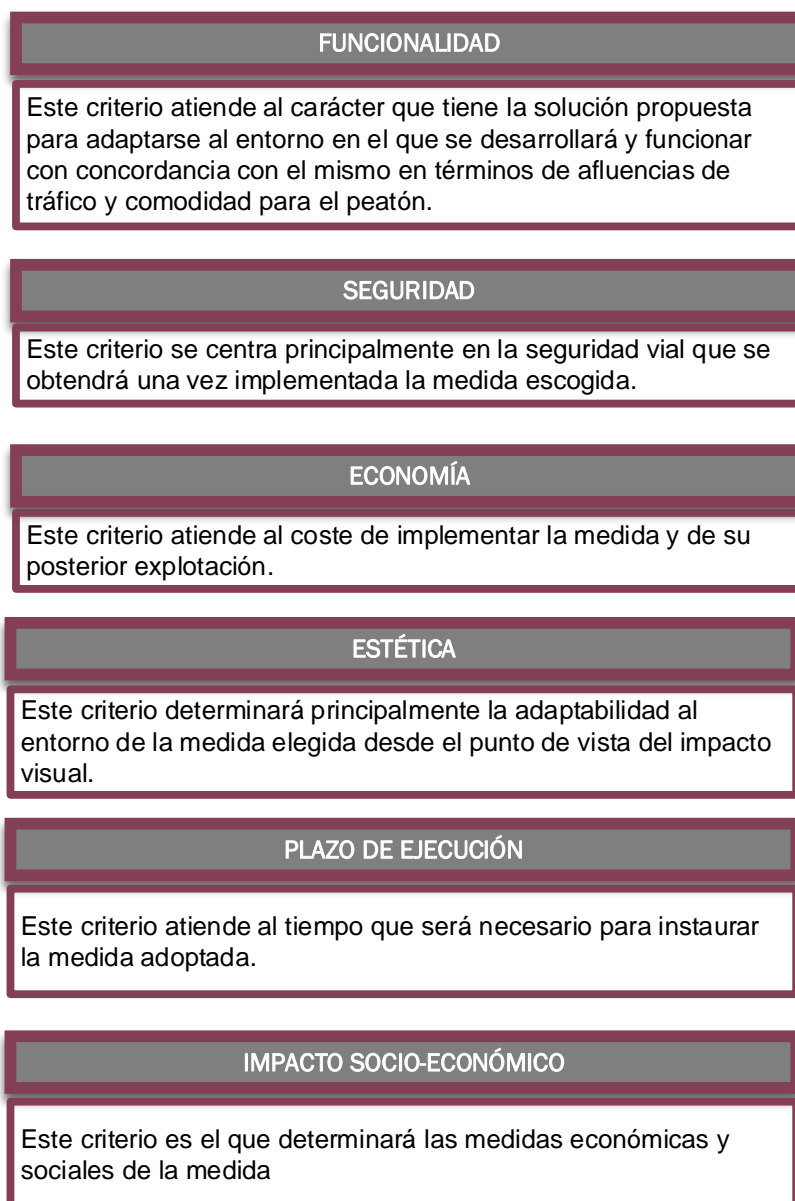 FUNCIONALIDAD
Este criterio atiende al carácter que tiene la solución propuesta
para adaptarse al entorno en el que se desarrollará y funcionar
con concordancia con el mismo en términos de afluencias de
tráfico y comodidad para el peatón.
SEGURIDAD
Este criterio se centra principalmente en la seguridad vial que se
obtendrá una vez implementada la medida escogida.
ECONOMÍA
Este criterio atiende al coste de implementar la medida y de su
posterior explotación.
ESTÉTICA
Este criterio determinará principalmente la adaptabilidad al
entorno de la medida elegida desde el punto de vista del impacto
visual.
PLAZO DE EJECUCIÓN
Este criterio atiende al tiempo que será necesario para instaurar
la medida adoptada.
IMPACTO SOCIO-ECONÓMICO
Este criterio es el que determinará las medidas económicas y
sociales de la medida